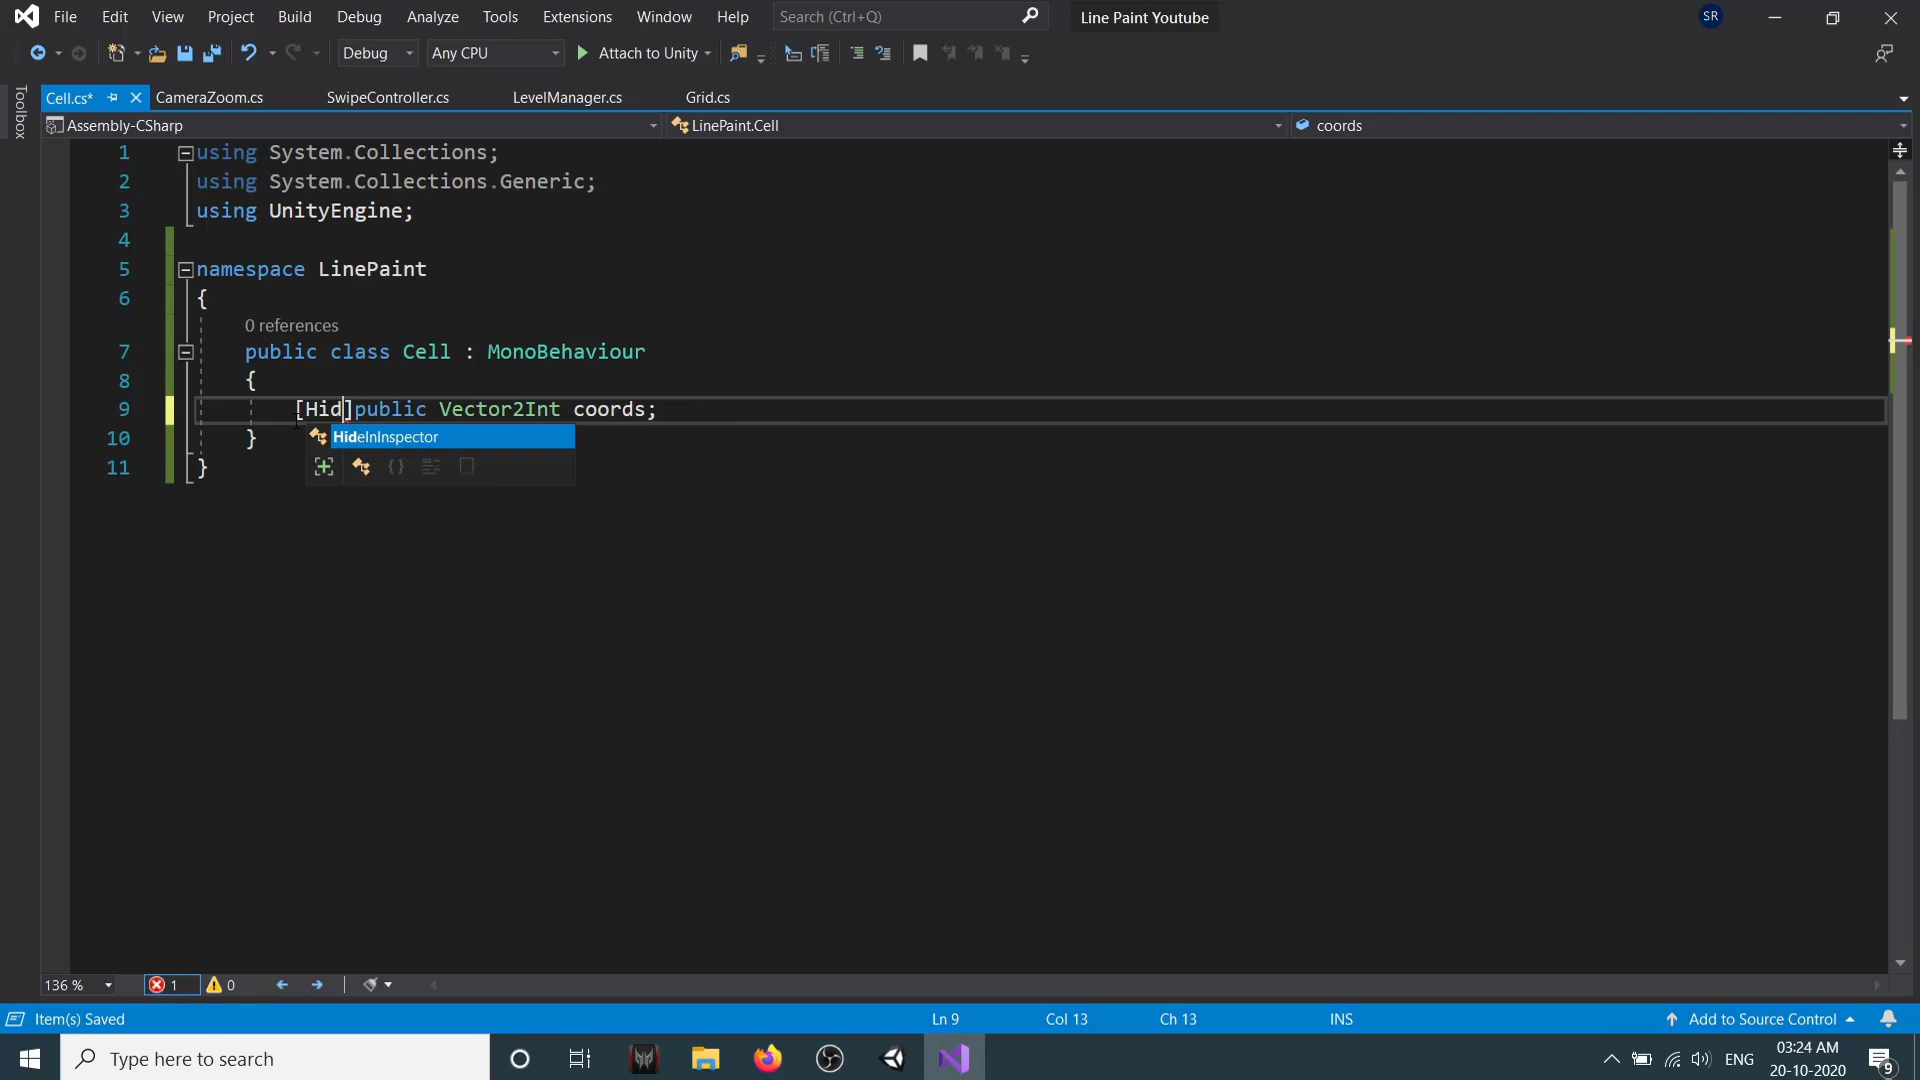 File Edit View Project Build Debug Analyze Tools Extensions Window Help Search (Ctrl+Q) Line Paint Youtube SR
Debug Any CPU Attach to Unity
Toolbox
Cell.cs* CameraZoom.cs SwipeController.cs LevelManager.cs Grid.cs
Assembly-CSharp LinePaint.Cell coords
1 using System.Collections;
2 using System.Collections.Generic;
3 using UnityEngine;
4
5 namespace LinePaint
6 {
0 references
7 public class Cell : MonoBehaviour
8 {
9 [Hid]public Vector2Int coords;
10 }
HideInInspector
11 }
136 % 1 0
Item(s) Saved Ln 9 Col 13 Ch 13 INS Add to Source Control
Type here to search ENG 03:24 AM
20-10-2020 9